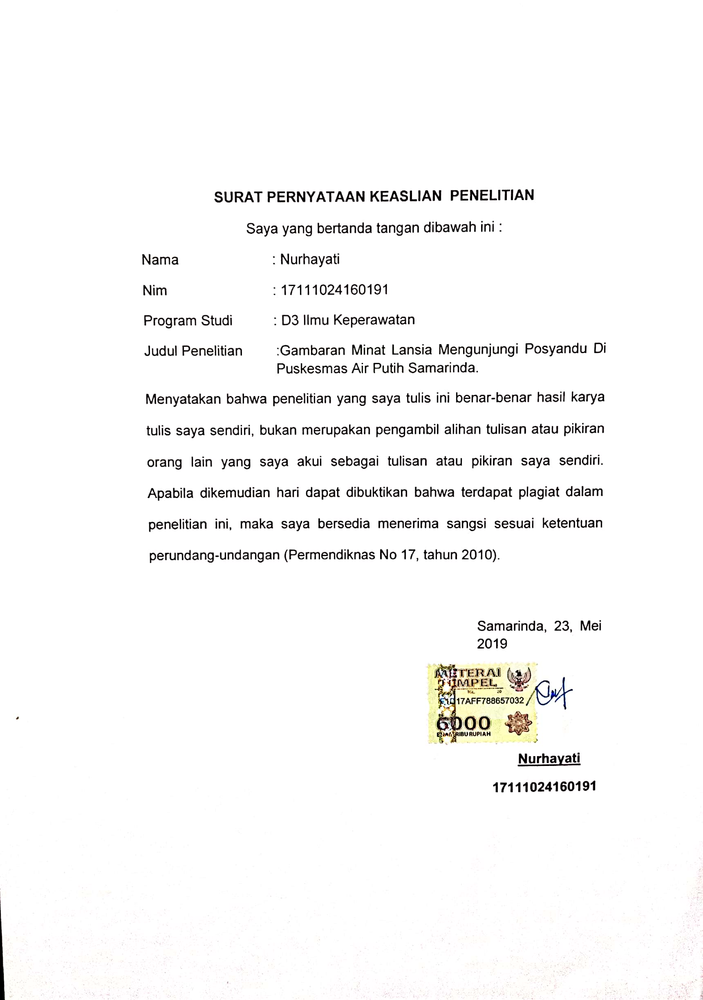 SURAT PERNYATAAN KEASLIAN PENELITIAN
Saya yang bertanda tangan dibawah ini :
Nama : Nurhayati
Nim : 17111024160191
Program Studi : D3 Ilmu Keperawatan
Judul Penelitian :Gambaran Minat Lansia Mengunjungi Posyandu Di
Puskesmas Air Putih Samarinda.
Menyatakan bahwa penelitian yang saya tulis ini benar-benar hasil karya
tulis saya sendiri, bukan merupakan pengambil alihan tulisan atau pikiran
orang lain yang saya akui sebagai tulisan atau pikiran saya sendiri.
Apabila dikemudian hari dapat dibuktikan bahwa terdapat plagiat dalam
penelitian ini, maka saya bersedia menerima sangsi sesuai ketentuan
perundang-undangan (Permendiknas No 17, tahun 2010).
Samarinda, 23, Mei
2019
METERAI
TEMPEL
TGL. 20
17AFF788657032
6000
ENAM RIBU RUPIAH
Nurhayati
17111024160191